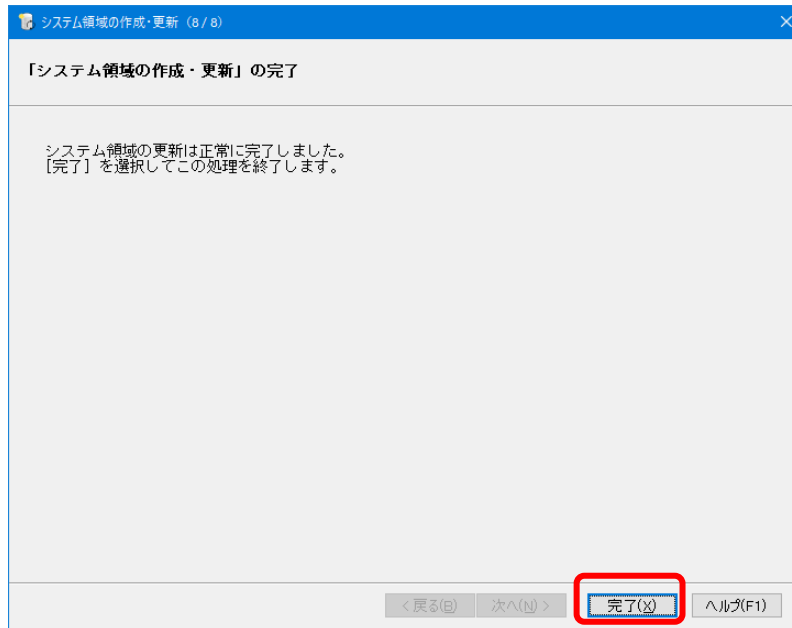 システム領域の作成・更新 (8/8)
「システム領域の作成・更新」の完了
システム領域の更新は正常に完了しました。
[完了] を選択してこの処理を終了します。
< 戻る(B) 次へ(N) > 完了(X) ヘルプ(F1)